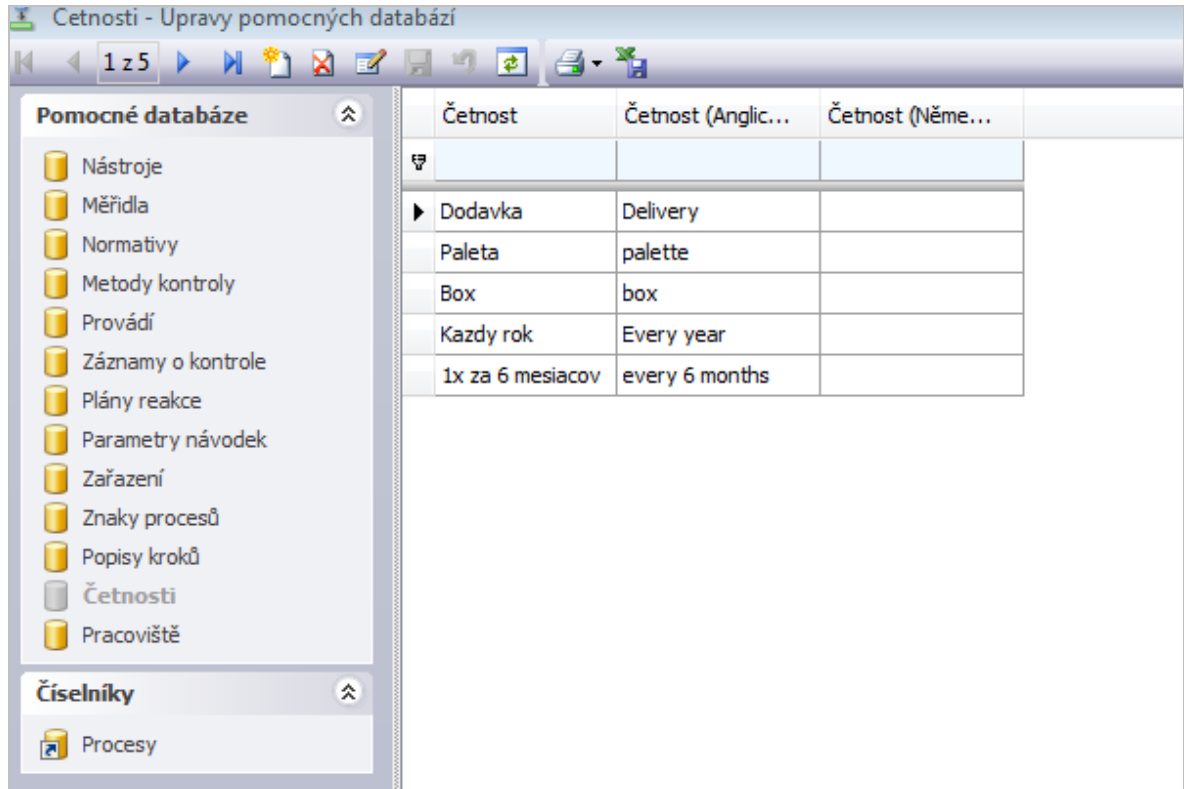 Četnosti - Upravy pomocných databází
1 z 5
Pomocné databáze
Nástroje
Měřidla
Normativy
Metody kontroly
Provádí
Záznamy o kontrole
Plány reakce
Parametry návodek
Zařazení
Znaky procesů
Popisy kroků
Četnosti
Pracoviště
Číselníky
Procesy
Četnost Četnost (Anglic... Četnost (Něme...
Dodavka Delivery
Paleta palette
Box box
Kazdy rok Every year
1x za 6 mesiacov every 6 months